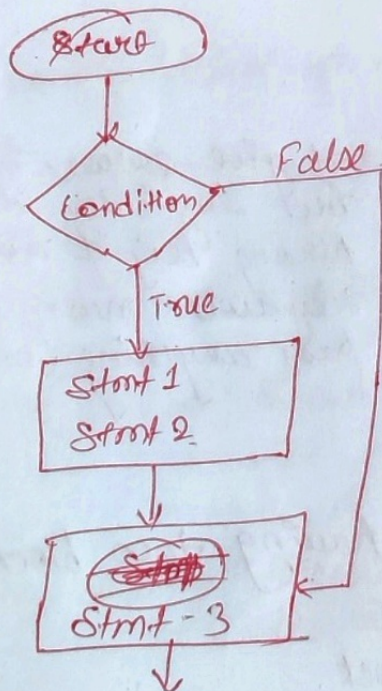 Start
False
Condition
True
Stmt 1
Stmt 2
Stmt - 3